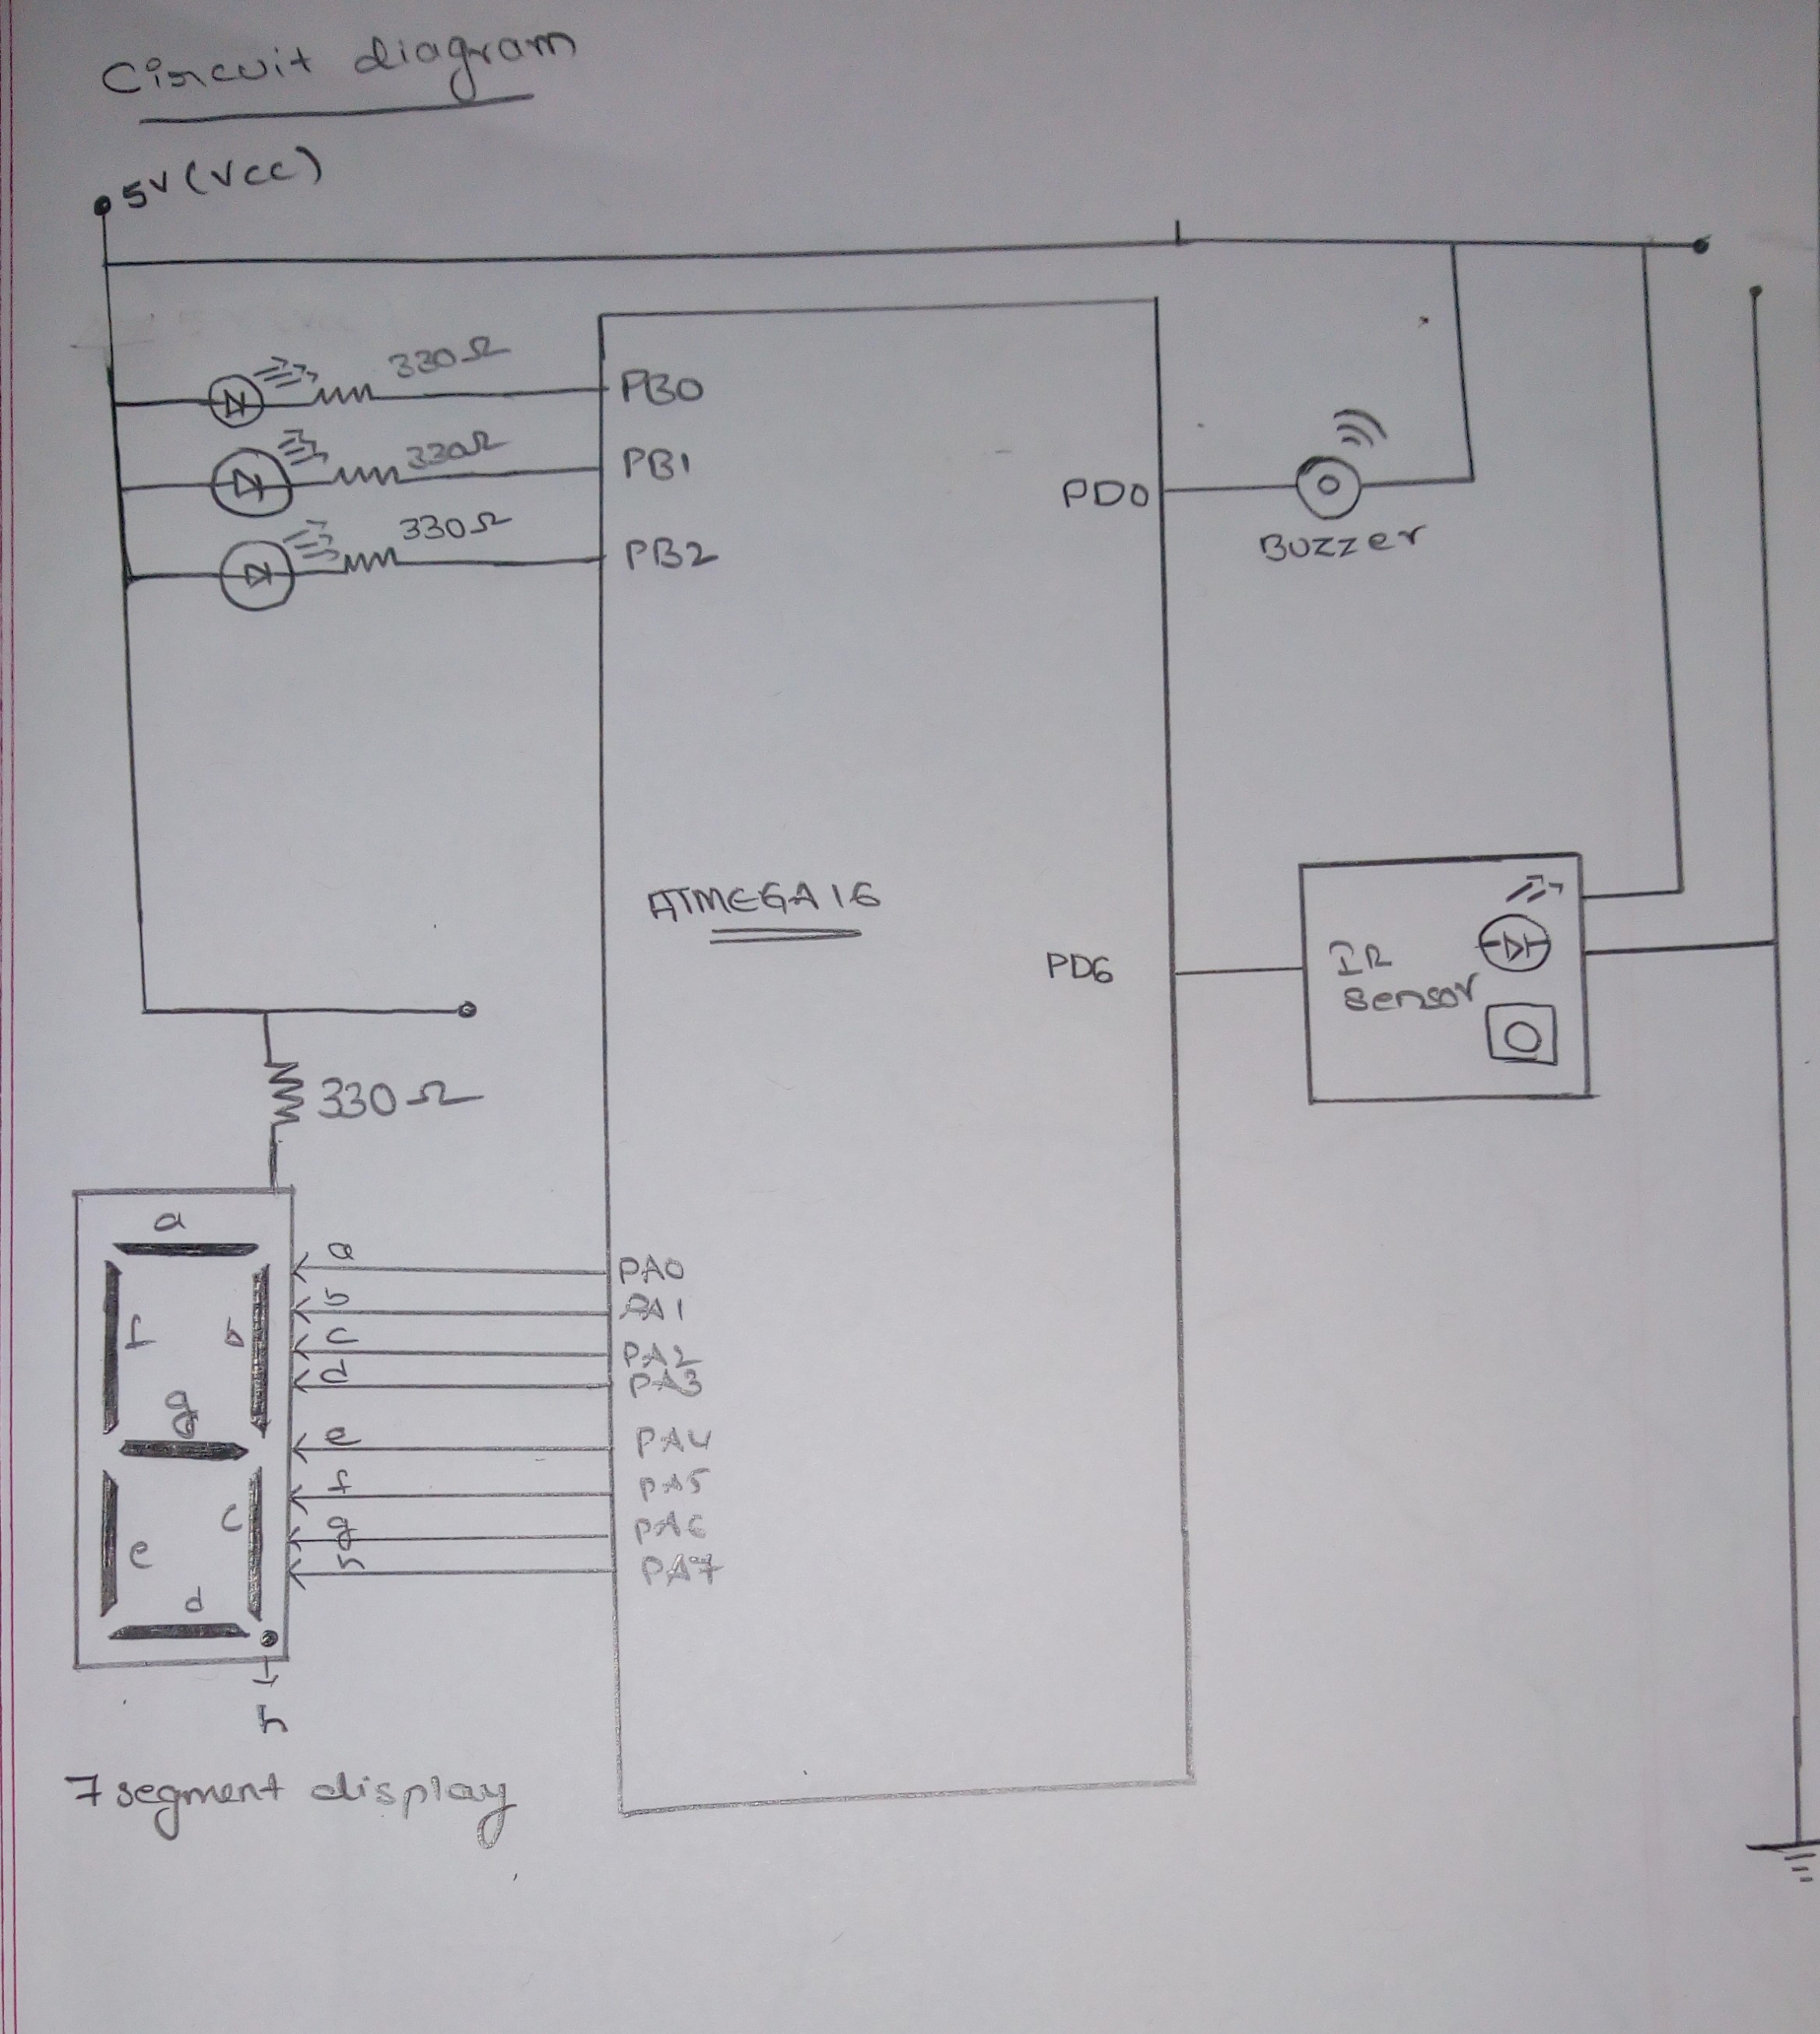 Circuit diagram
5V (VCC)
330Ω
PB0
330Ω
PB1
330Ω
PB2
PD0
Buzzer
ATMEGA16
PD6
IR
sensor
330Ω
a
f
b
g
e
c
d
h
a
PA0
b
PA1
c
PA2
d
PA3
e
PA4
f
PA5
g
PA6
h
PA7
7 segment display